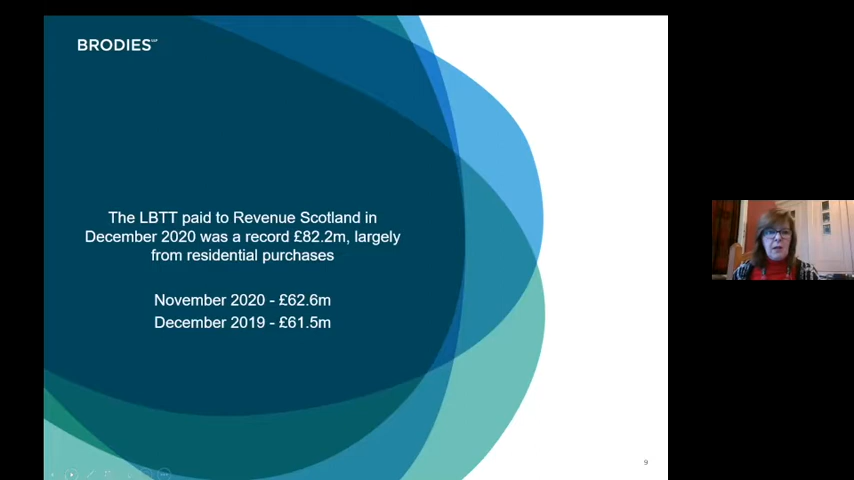 BRODIES LLP
The LBTT paid to Revenue Scotland in
December 2020 was a record £82.2m, largely
from residential purchases
November 2020 - £62.6m
December 2019 - £61.5m
9